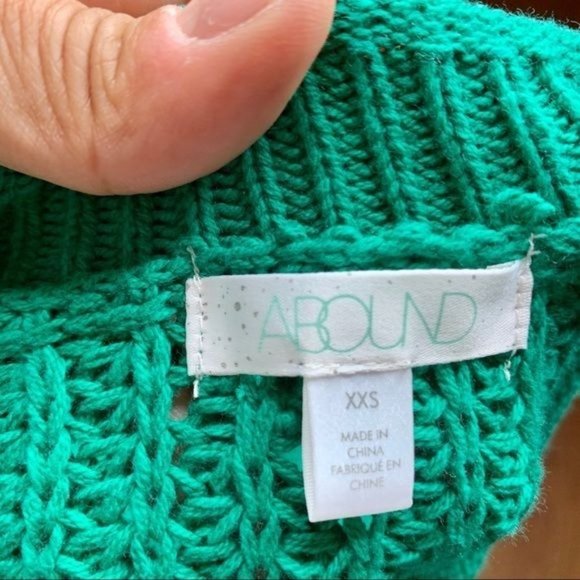 ABOUND
XXS
MADE IN
CHINA
FABRIQUÉ EN
CHINE